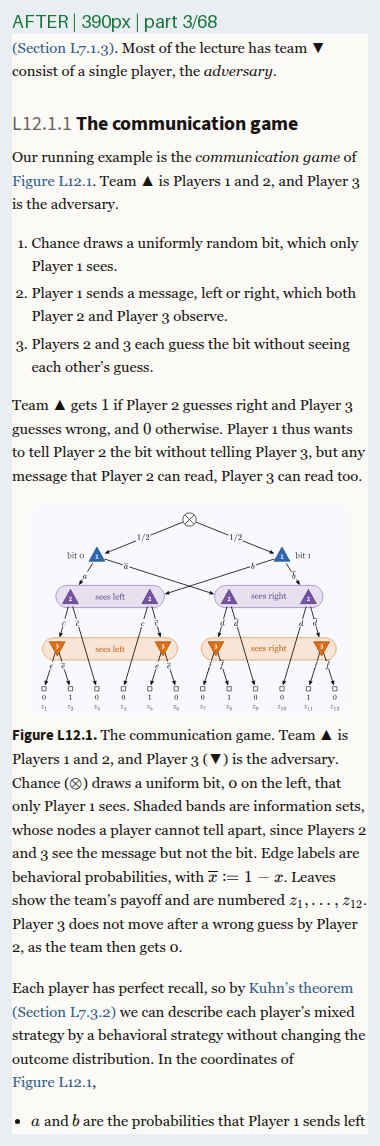 AFTER | 390px | part 3/68
(Section L7.1.3). Most of the lecture has team ▼
consist of a single player, the adversary.
L12.1.1 The communication game
Our running example is the communication game of
Figure L12.1. Team ▲ is Players 1 and 2, and Player 3
is the adversary.
1. Chance draws a uniformly random bit, which only
Player 1 sees.
2. Player 1 sends a message, left or right, which both
Player 2 and Player 3 observe.
3. Players 2 and 3 each guess the bit without seeing
each other's guess.
Team ▲ gets 1 if Player 2 guesses right and Player 3
guesses wrong, and 0 otherwise. Player 1 thus wants
to tell Player 2 the bit without telling Player 3, but any
message that Player 2 can read, Player 3 can read too.
1/2 1/2
bit 0 1 1 bit 1
a a̅ b b̅
2 sees left 2 2 sees right 2
c c̅ c c̅ d d̅ d d̅
3 sees left 3 3 sees right 3
e e̅ e e̅ f f
0 1 0 0 1 0 0 1 0 0 1 0
z₁ z₂ z₃ z₄ z₅ z₆ z₇ z₈ z₉ z₁₀ z₁₁ z₁₂
Figure L12.1. The communication game. Team ▲ is
Players 1 and 2, and Player 3 (▼) is the adversary.
Chance (⊗) draws a uniform bit, 0 on the left, that
only Player 1 sees. Shaded bands are information sets,
whose nodes a player cannot tell apart, since Players 2
and 3 see the message but not the bit. Edge labels are
behavioral probabilities, with x̅ := 1 − x. Leaves
show the team's payoff and are numbered z₁, . . . , z₁₂.
Player 3 does not move after a wrong guess by Player
2, as the team then gets 0.
Each player has perfect recall, so by Kuhn's theorem
(Section L7.3.2) we can describe each player's mixed
strategy by a behavioral strategy without changing the
outcome distribution. In the coordinates of
Figure L12.1,
• a and b are the probabilities that Player 1 sends left